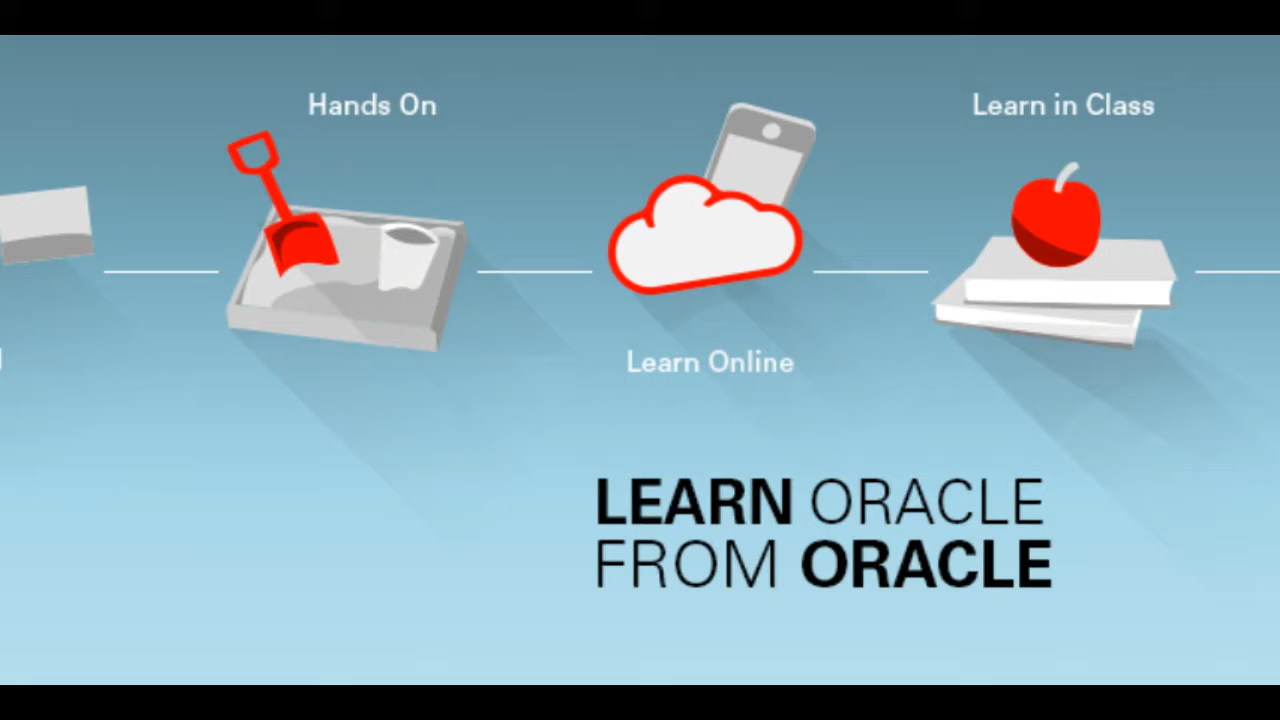 Hands On
Learn in Class
Learn Online
LEARN ORACLE
FROM ORACLE